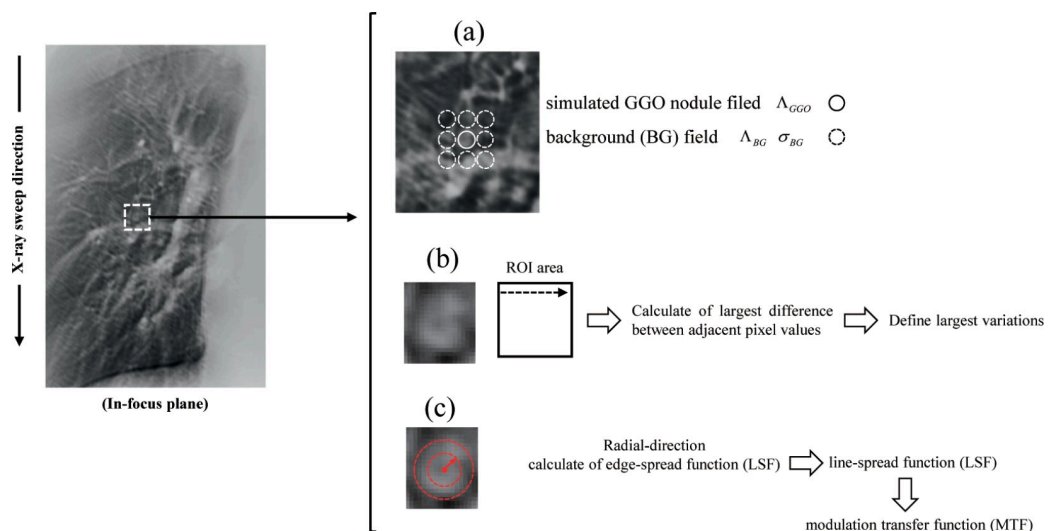 X-ray sweep direction
(In-focus plane)
(a)
simulated GGO nodule filed Λ_GGO
background (BG) field Λ_BG σ_BG
(b)
ROI area
Calculate of largest difference
between adjacent pixel values
Define largest variations
(c)
Radial-direction
calculate of edge-spread function (LSF)
line-spread function (LSF)
modulation transfer function (MTF)